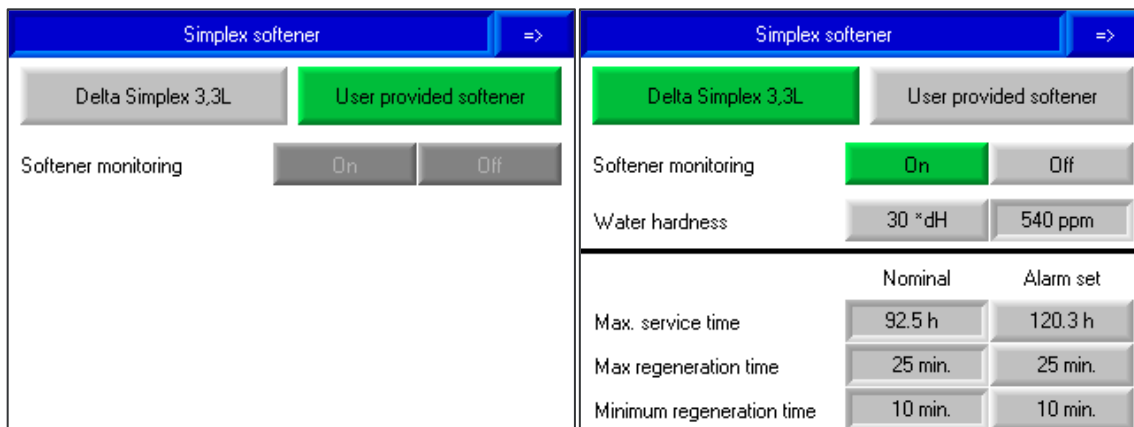 Simplex softener =>
Delta Simplex 3,3L User provided softener
Softener monitoring On Off
Simplex softener =>
Delta Simplex 3,3L User provided softener
Softener monitoring On Off
Water hardness 30 *dH 540 ppm
Nominal Alarm set
Max. service time 92.5 h 120.3 h
Max regeneration time 25 min. 25 min.
Minimum regeneration time 10 min. 10 min.